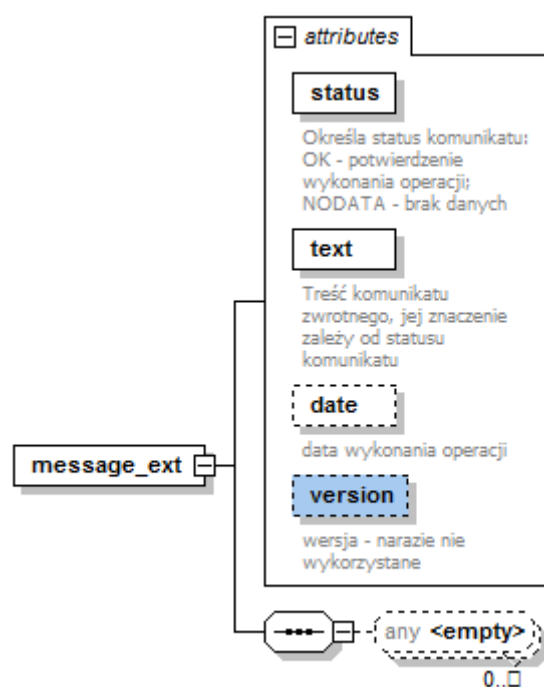 attributes
status
Określa status komunikatu:
OK - potwierdzenie
wykonania operacji;
NODATA - brak danych
text
Treść komunikatu
zwrotnego, jej znaczenie
zależy od statusu
komunikatu
date
data wykonania operacji
message_ext
version
wersja - narazie nie
wykorzystane
any <empty>
0..□